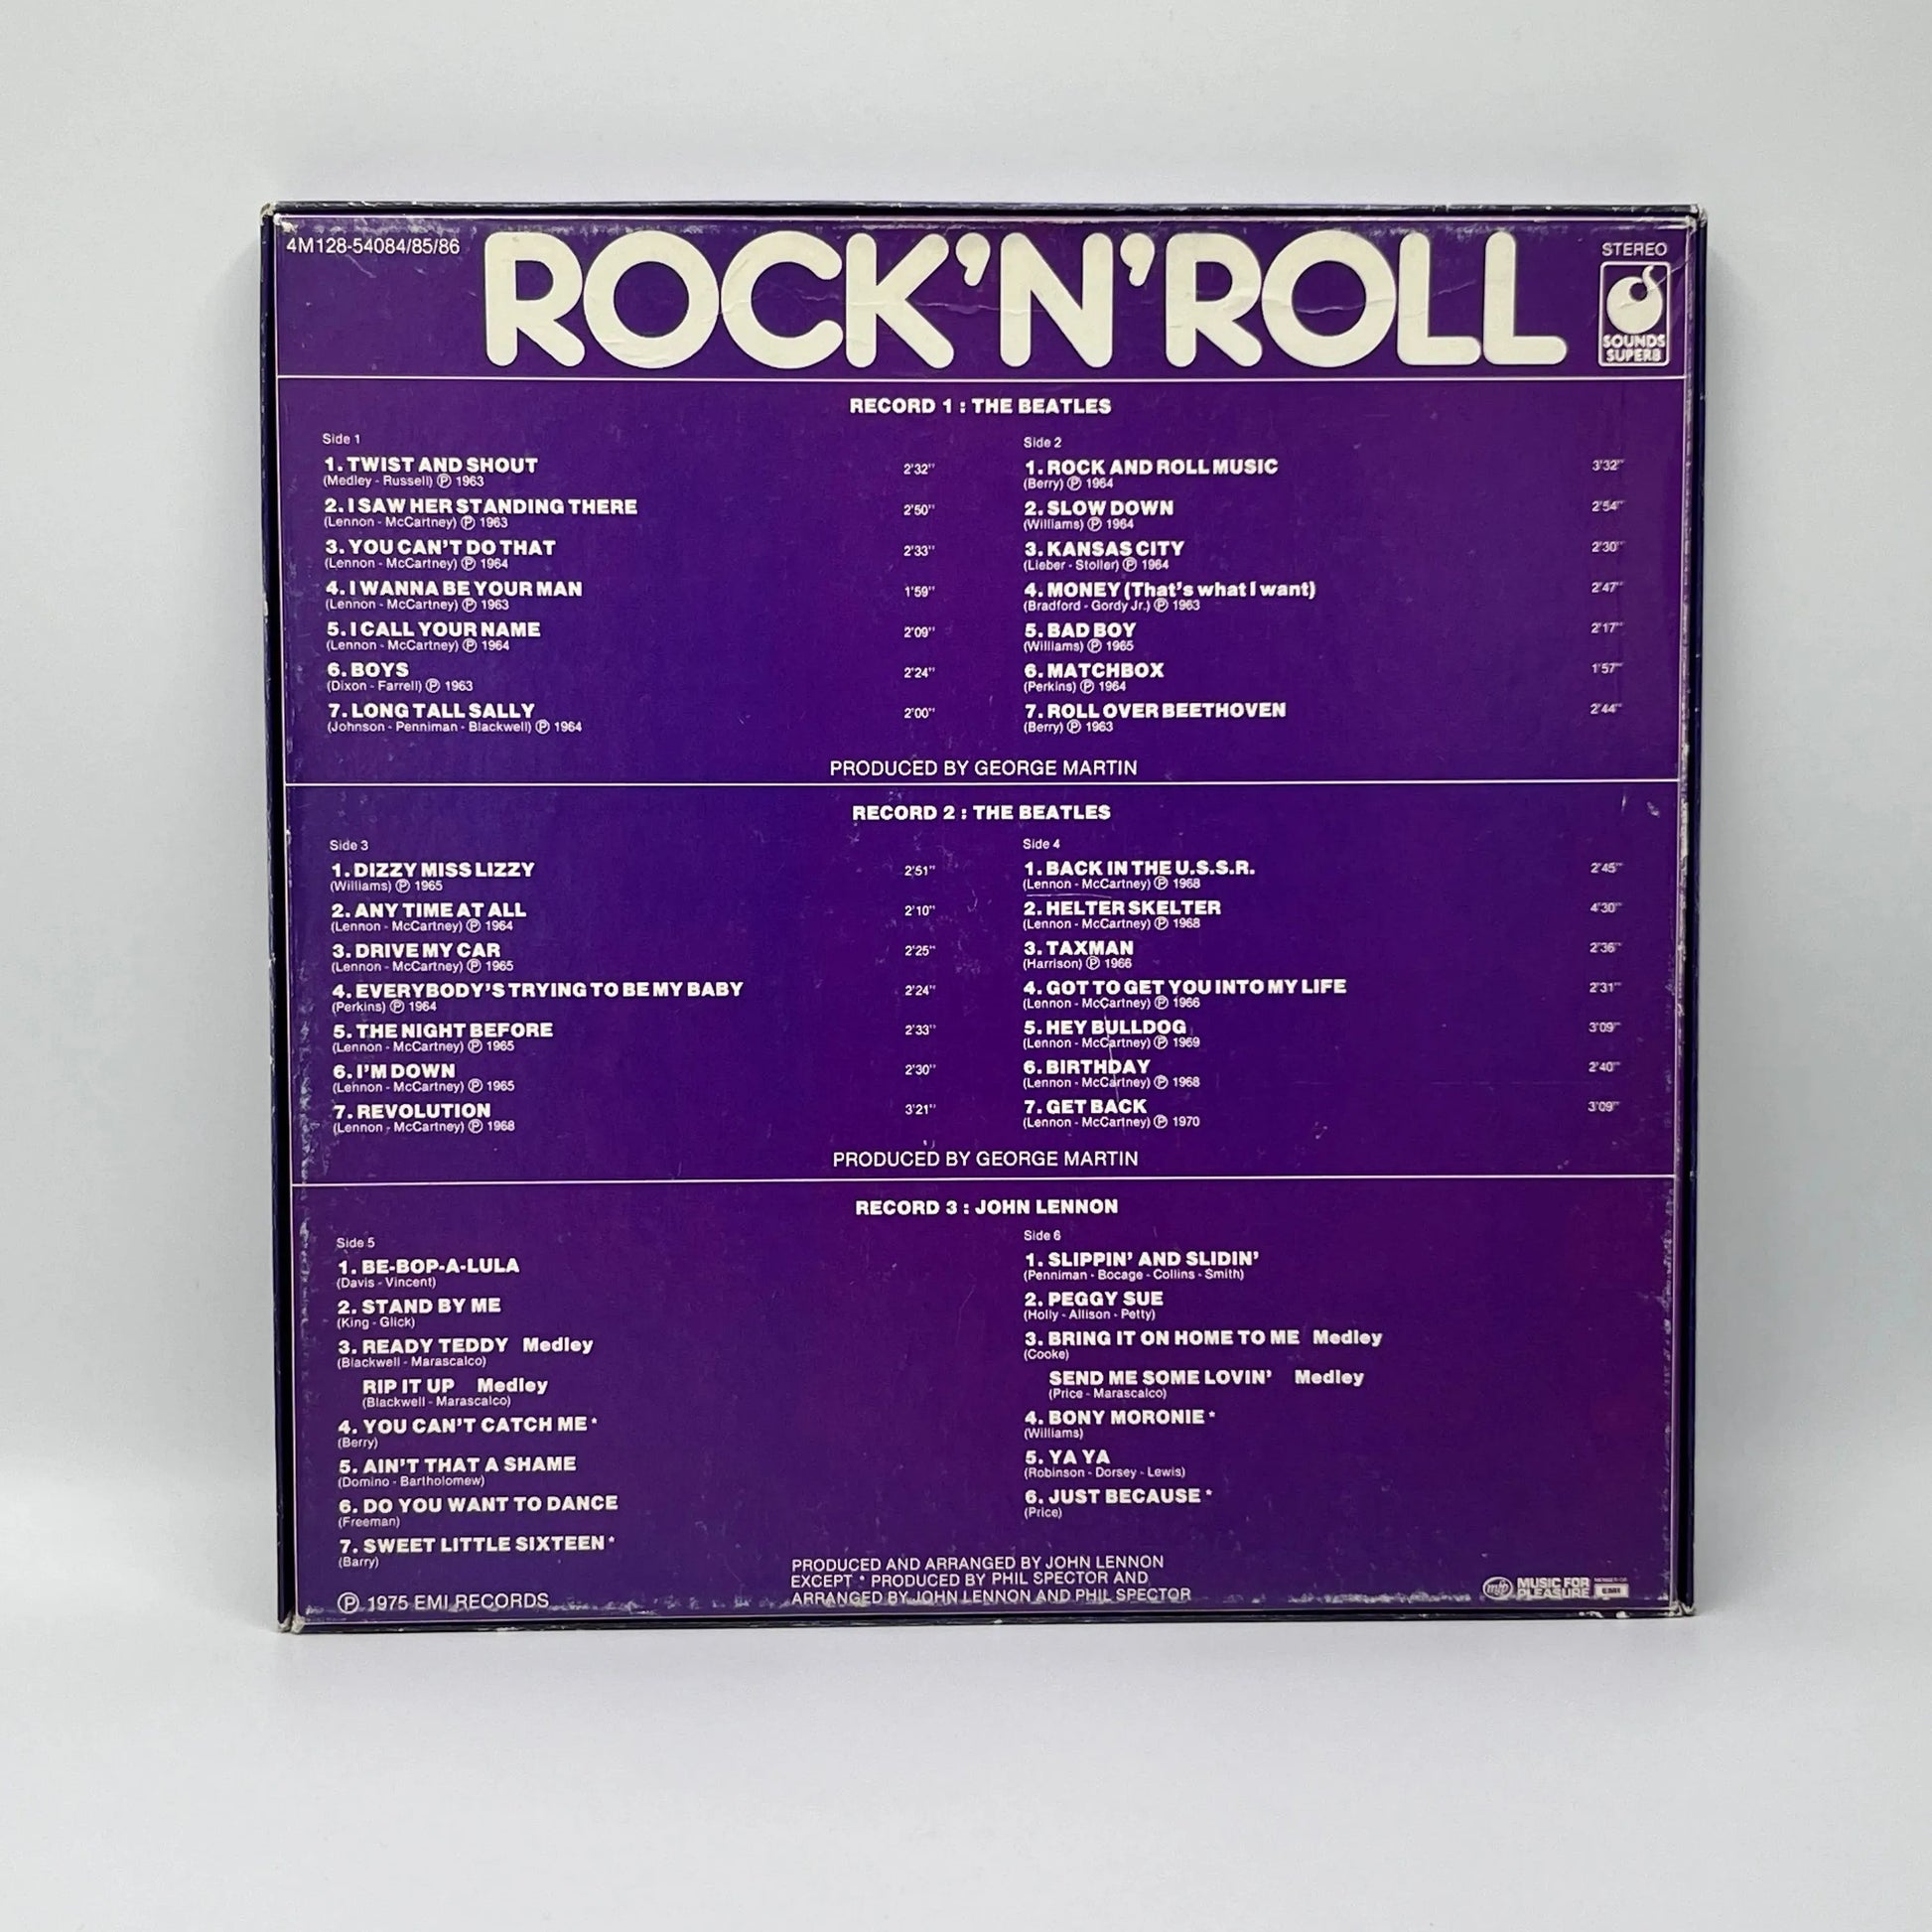 4M128-54084/85/86
ROCK'N'ROLL
STEREO
SOUNDS
SUPERB
RECORD 1 : THE BEATLES
Side 1
1. TWIST AND SHOUT 2'32"
(Medley - Russell) Ⓟ 1963
2. I SAW HER STANDING THERE 2'50"
(Lennon - McCartney) Ⓟ 1963
3. YOU CAN'T DO THAT 2'33"
(Lennon - McCartney) Ⓟ 1964
4. I WANNA BE YOUR MAN 1'59"
(Lennon - McCartney) Ⓟ 1963
5. I CALL YOUR NAME 2'09"
(Lennon - McCartney) Ⓟ 1964
6. BOYS 2'24"
(Dixon - Farrell) Ⓟ 1963
7. LONG TALL SALLY 2'00"
(Johnson - Penniman - Blackwell) Ⓟ 1964
Side 2
1. ROCK AND ROLL MUSIC 3'32"
(Berry) Ⓟ 1964
2. SLOW DOWN 2'54"
(Williams) Ⓟ 1964
3. KANSAS CITY 2'30"
(Lieber - Stoller) Ⓟ 1964
4. MONEY (That's what I want) 2'47"
(Bradford - Gordy Jr.) Ⓟ 1963
5. BAD BOY 2'17"
(Williams) Ⓟ 1965
6. MATCHBOX 1'57"
(Perkins) Ⓟ 1964
7. ROLL OVER BEETHOVEN 2'44"
(Berry) Ⓟ 1963
PRODUCED BY GEORGE MARTIN
RECORD 2 : THE BEATLES
Side 3
1. DIZZY MISS LIZZY 2'51"
(Williams) Ⓟ 1965
2. ANY TIME AT ALL 2'10"
(Lennon - McCartney) Ⓟ 1964
3. DRIVE MY CAR 2'25"
(Lennon - McCartney) Ⓟ 1965
4. EVERYBODY'S TRYING TO BE MY BABY 2'24"
(Perkins) Ⓟ 1964
5. THE NIGHT BEFORE 2'33"
(Lennon - McCartney) Ⓟ 1965
6. I'M DOWN 2'30"
(Lennon - McCartney) Ⓟ 1965
7. REVOLUTION 3'21"
(Lennon - McCartney) Ⓟ 1968
Side 4
1. BACK IN THE U.S.S.R. 2'45"
(Lennon - McCartney) Ⓟ 1968
2. HELTER SKELTER 4'30"
(Lennon - McCartney) Ⓟ 1968
3. TAXMAN 2'36"
(Harrison) Ⓟ 1966
4. GOT TO GET YOU INTO MY LIFE 2'31"
(Lennon - McCartney) Ⓟ 1966
5. HEY BULLDOG 3'09"
(Lennon - McCartney) Ⓟ 1969
6. BIRTHDAY 2'40"
(Lennon - McCartney) Ⓟ 1968
7. GET BACK 3'09"
(Lennon - McCartney) Ⓟ 1970
PRODUCED BY GEORGE MARTIN
RECORD 3 : JOHN LENNON
Side 5
1. BE-BOP-A-LULA
(Davis - Vincent)
2. STAND BY ME
(King - Glick)
3. READY TEDDY Medley
(Blackwell - Marascalco)
RIP IT UP Medley
(Blackwell - Marascalco)
4. YOU CAN'T CATCH ME *
(Berry)
5. AIN'T THAT A SHAME
(Domino - Bartholomew)
6. DO YOU WANT TO DANCE
(Freeman)
7. SWEET LITTLE SIXTEEN *
(Barry)
Side 6
1. SLIPPIN' AND SLIDIN'
(Penniman - Bocage - Collins - Smith)
2. PEGGY SUE
(Holly - Allison - Petty)
3. BRING IT ON HOME TO ME Medley
(Cooke)
SEND ME SOME LOVIN' Medley
(Price - Marascalco)
4. BONY MORONIE *
(Williams)
5. YA YA
(Robinson - Dorsey - Lewis)
6. JUST BECAUSE *
(Price)
PRODUCED AND ARRANGED BY JOHN LENNON
EXCEPT * PRODUCED BY PHIL SPECTOR AND
ARRANGED BY JOHN LENNON AND PHIL SPECTOR
Ⓟ 1975 EMI RECORDS
mfp
MUSIC FOR
PLEASURE
EMI